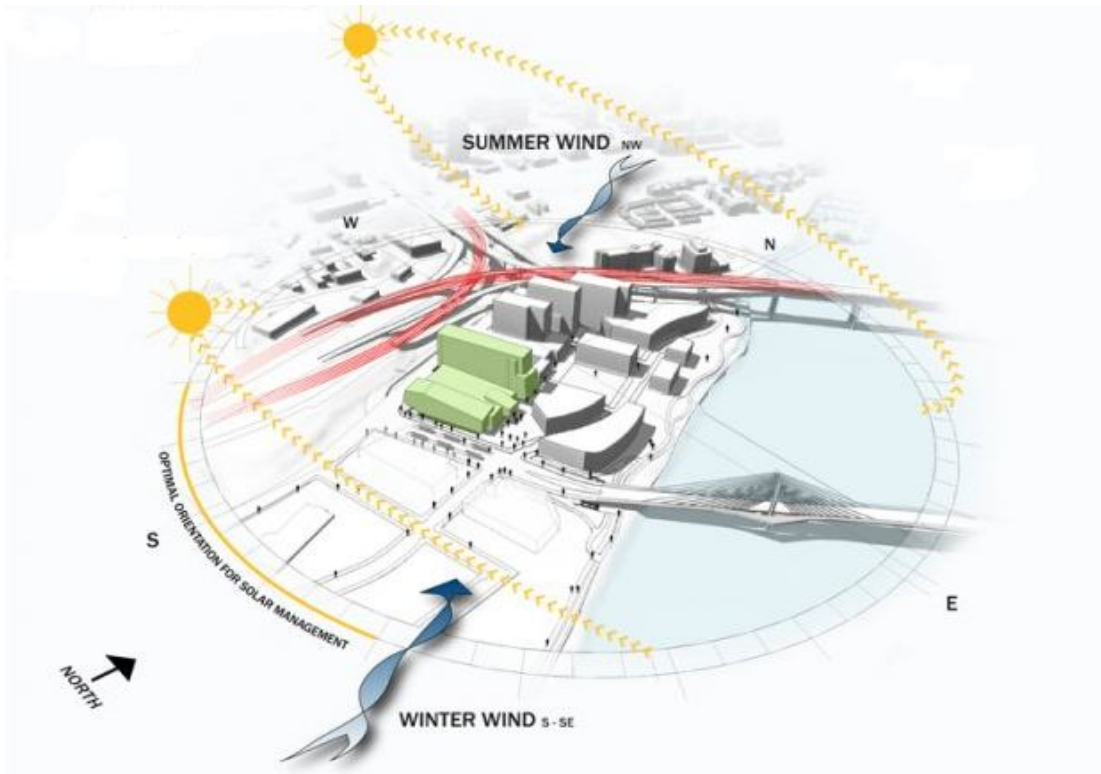 SUMMER WIND NW
W
N
S
OPTIMAL ORIENTATION FOR SOLAR MANAGEMENT
E
NORTH
WINTER WIND S - SE